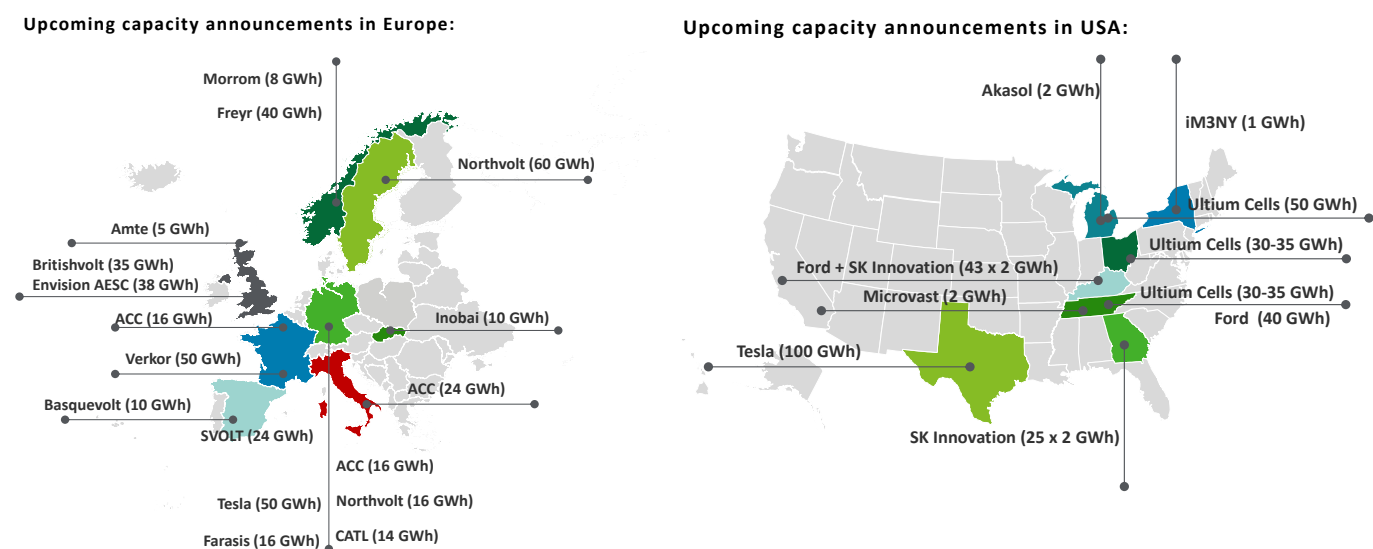 Upcoming capacity announcements in Europe:
Morrom (8 GWh)
Freyr (40 GWh)
Northvolt (60 GWh)
Amte (5 GWh)
Britishvolt (35 GWh)
Envision AESC (38 GWh)
ACC (16 GWh)
Inobai (10 GWh)
Verkor (50 GWh)
ACC (24 GWh)
Basquevolt (10 GWh)
SVOLT (24 GWh)
ACC (16 GWh)
Tesla (50 GWh)
Northvolt (16 GWh)
Farasis (16 GWh)
CATL (14 GWh)
Upcoming capacity announcements in USA:
Akasol (2 GWh)
iM3NY (1 GWh)
Ultium Cells (50 GWh)
Ultium Cells (30-35 GWh)
Ford + SK Innovation (43 x 2 GWh)
Microvast (2 GWh)
Ultium Cells (30-35 GWh)
Ford (40 GWh)
Tesla (100 GWh)
SK Innovation (25 x 2 GWh)